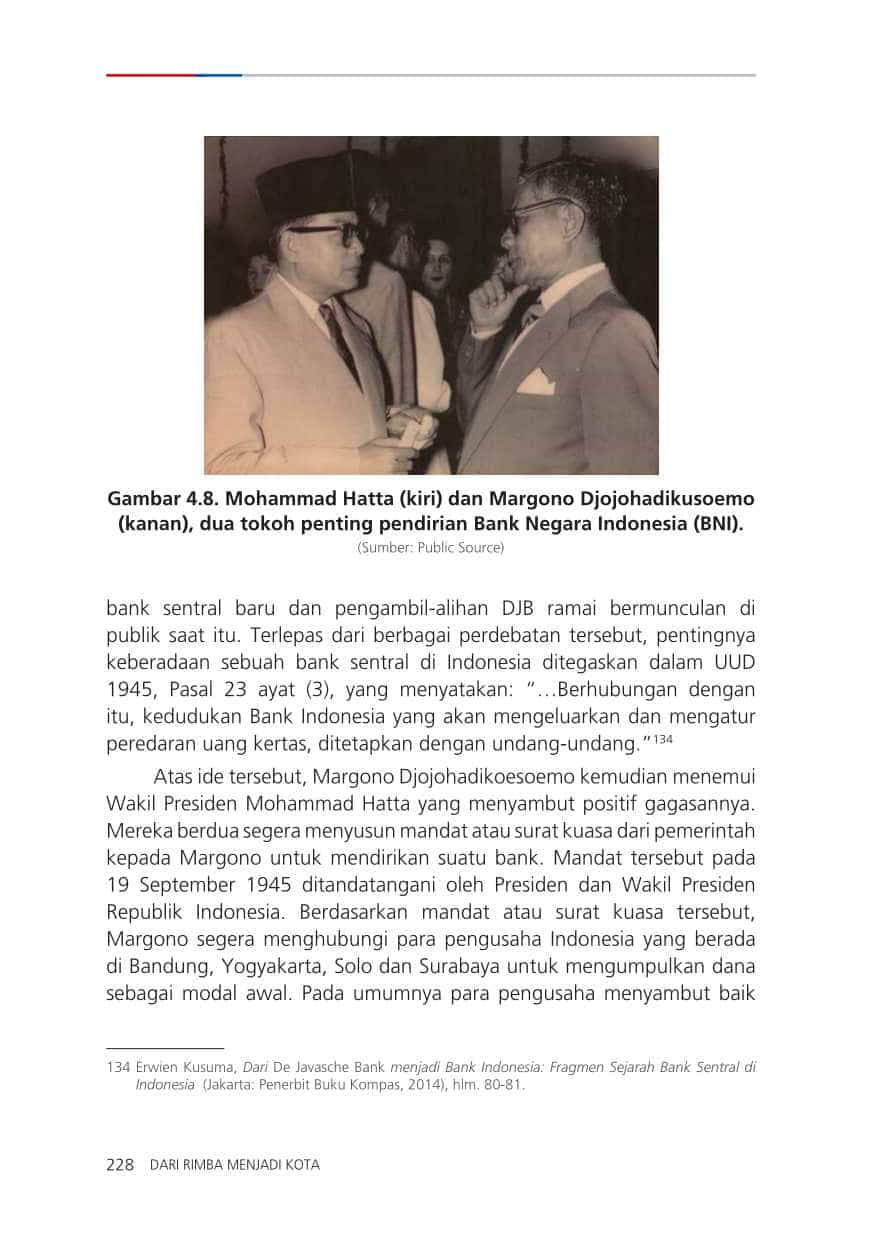 Gambar 4.8. Mohammad Hatta (kiri) dan Margono Djojohadikusoemo
(kanan), dua tokoh penting pendirian Bank Negara Indonesia (BNI).
(Sumber: Public Source)
bank sentral baru dan pengambil-alihan DJB ramai bermunculan di
publik saat itu. Terlepas dari berbagai perdebatan tersebut, pentingnya
keberadaan sebuah bank sentral di Indonesia ditegaskan dalam UUD
1945, Pasal 23 ayat (3), yang menyatakan: “…Berhubungan dengan
itu, kedudukan Bank Indonesia yang akan mengeluarkan dan mengatur
peredaran uang kertas, ditetapkan dengan undang-undang.”134
Atas ide tersebut, Margono Djojohadikoesoemo kemudian menemui
Wakil Presiden Mohammad Hatta yang menyambut positif gagasannya.
Mereka berdua segera menyusun mandat atau surat kuasa dari pemerintah
kepada Margono untuk mendirikan suatu bank. Mandat tersebut pada
19 September 1945 ditandatangani oleh Presiden dan Wakil Presiden
Republik Indonesia. Berdasarkan mandat atau surat kuasa tersebut,
Margono segera menghubungi para pengusaha Indonesia yang berada
di Bandung, Yogyakarta, Solo dan Surabaya untuk mengumpulkan dana
sebagai modal awal. Pada umumnya para pengusaha menyambut baik
134 Erwien Kusuma, Dari De Javasche Bank menjadi Bank Indonesia: Fragmen Sejarah Bank Sentral di
Indonesia (Jakarta: Penerbit Buku Kompas, 2014), hlm. 80-81.
228 DARI RIMBA MENJADI KOTA